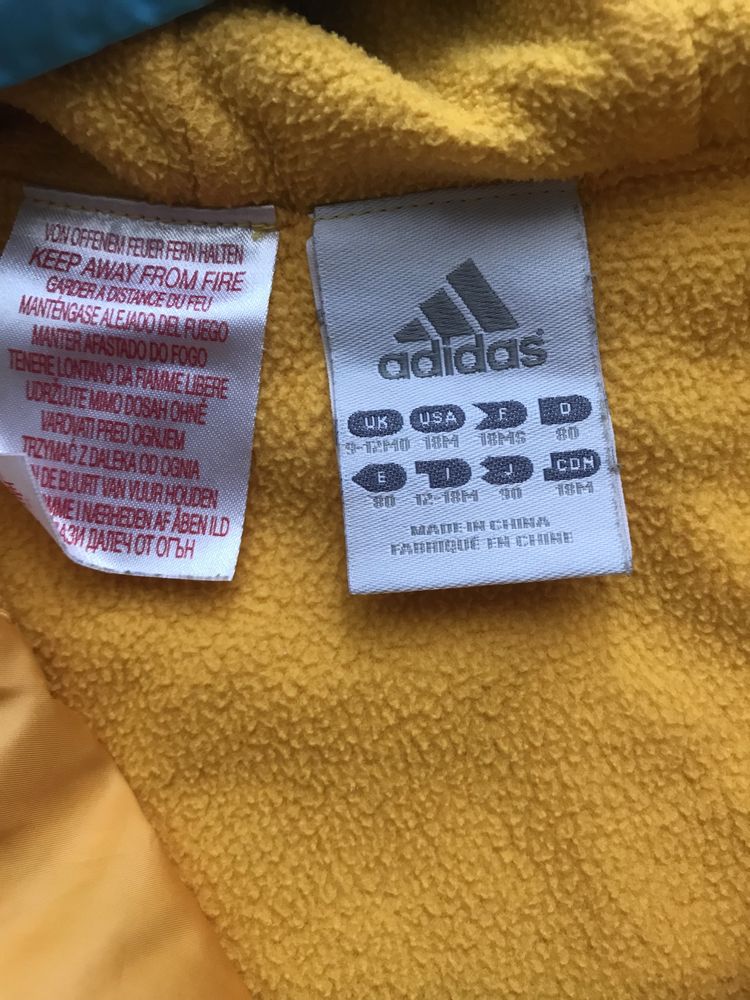 VON OFFENEM FEUER FERN HALTEN
KEEP AWAY FROM FIRE
GARDER A DISTANCE DU FEU
MANTÉNGASE ALEJADO DEL FUEGO
MANTER AFASTADO DO FOGO
TENERE LONTANO DA FIAMME LIBERE
UDRŽUTE MIMO DOSAH OHNĚ
VAROVATI PRED OGNJEM
TRZYMAĆ Z DALEKA OD OGNIA
DE BUURT VAN VUUR HOUDEN
I NÆRHEDEN AF ÅBEN ILD
ДАЛЕЧ ОТ ОГЪН
adidas
UK USA F D
9-12M0 18M 18MS 80
E I J CDN
80 12-18M 90 18M
MADE IN CHINA
FABRIQUÉ EN CHINE